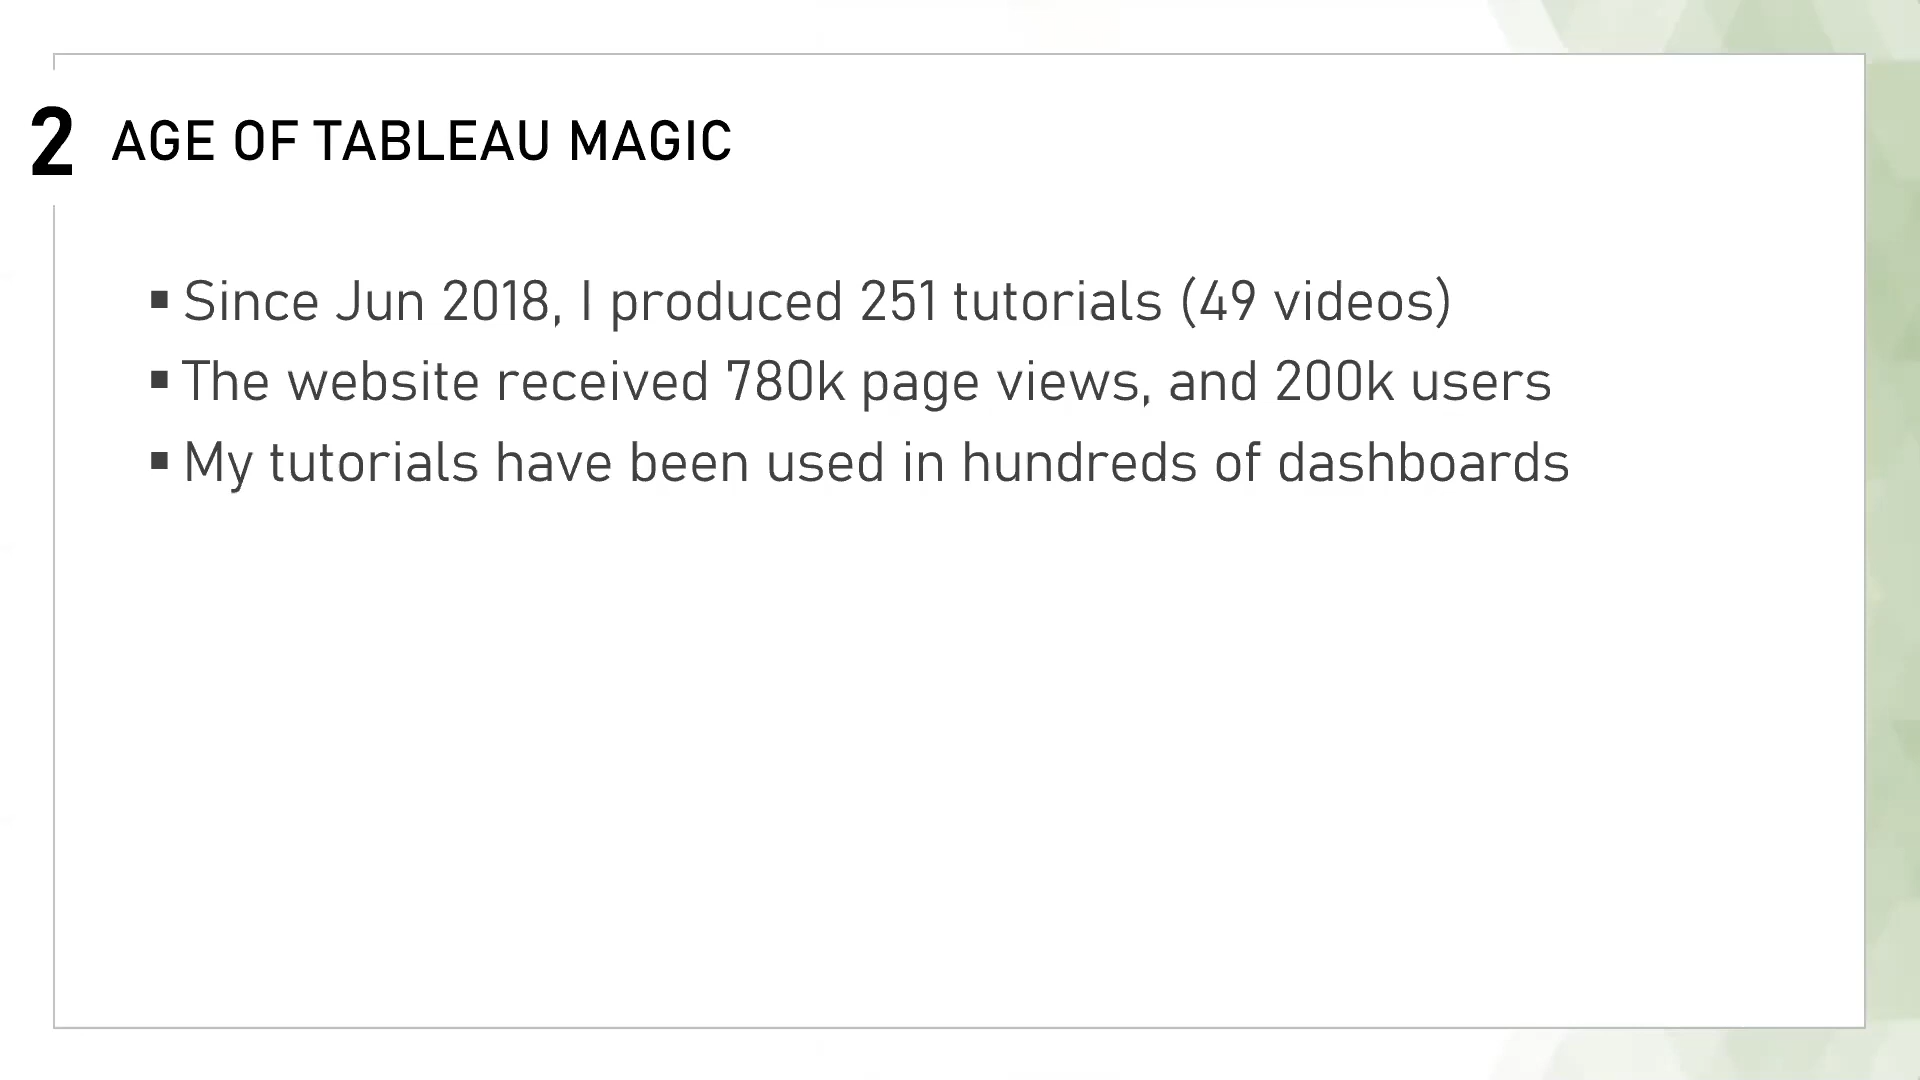 2 AGE OF TABLEAU MAGIC
▪ Since Jun 2018, I produced 251 tutorials (49 videos)
▪ The website received 780k page views, and 200k users
▪ My tutorials have been used in hundreds of dashboards